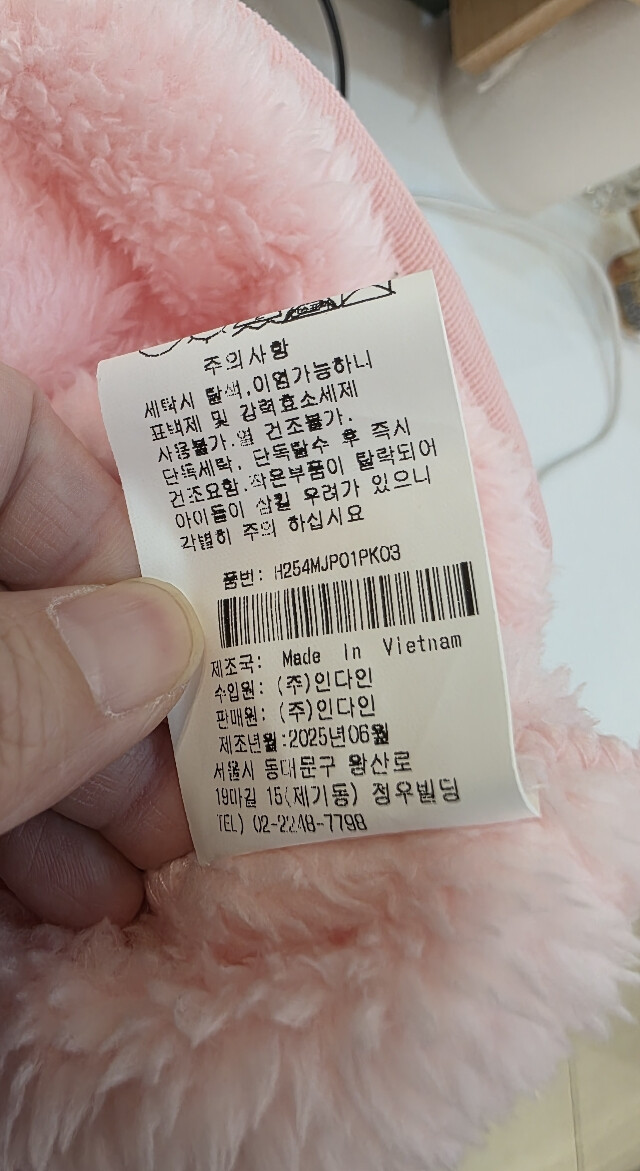 주의사항
세탁시 탈색,이염가능하니
표백제 및 강력효소세제
사용불가.열 건조불가.
단독세탁, 단독탈수 후 즉시
건조요함.작은부품이 탈락되어
아이들이 삼킬 우려가 있으니
각별히 주의 하십시요
품번: H254MJP01PK03
제조국: Made In Vietnam
수입원: (주)인다인
판매원: (주)인다인
제조년월:2025년06월
서울시 동대문구 왕산로
19마길 15(제기동) 정우빌딩
TEL) 02-2248-7798